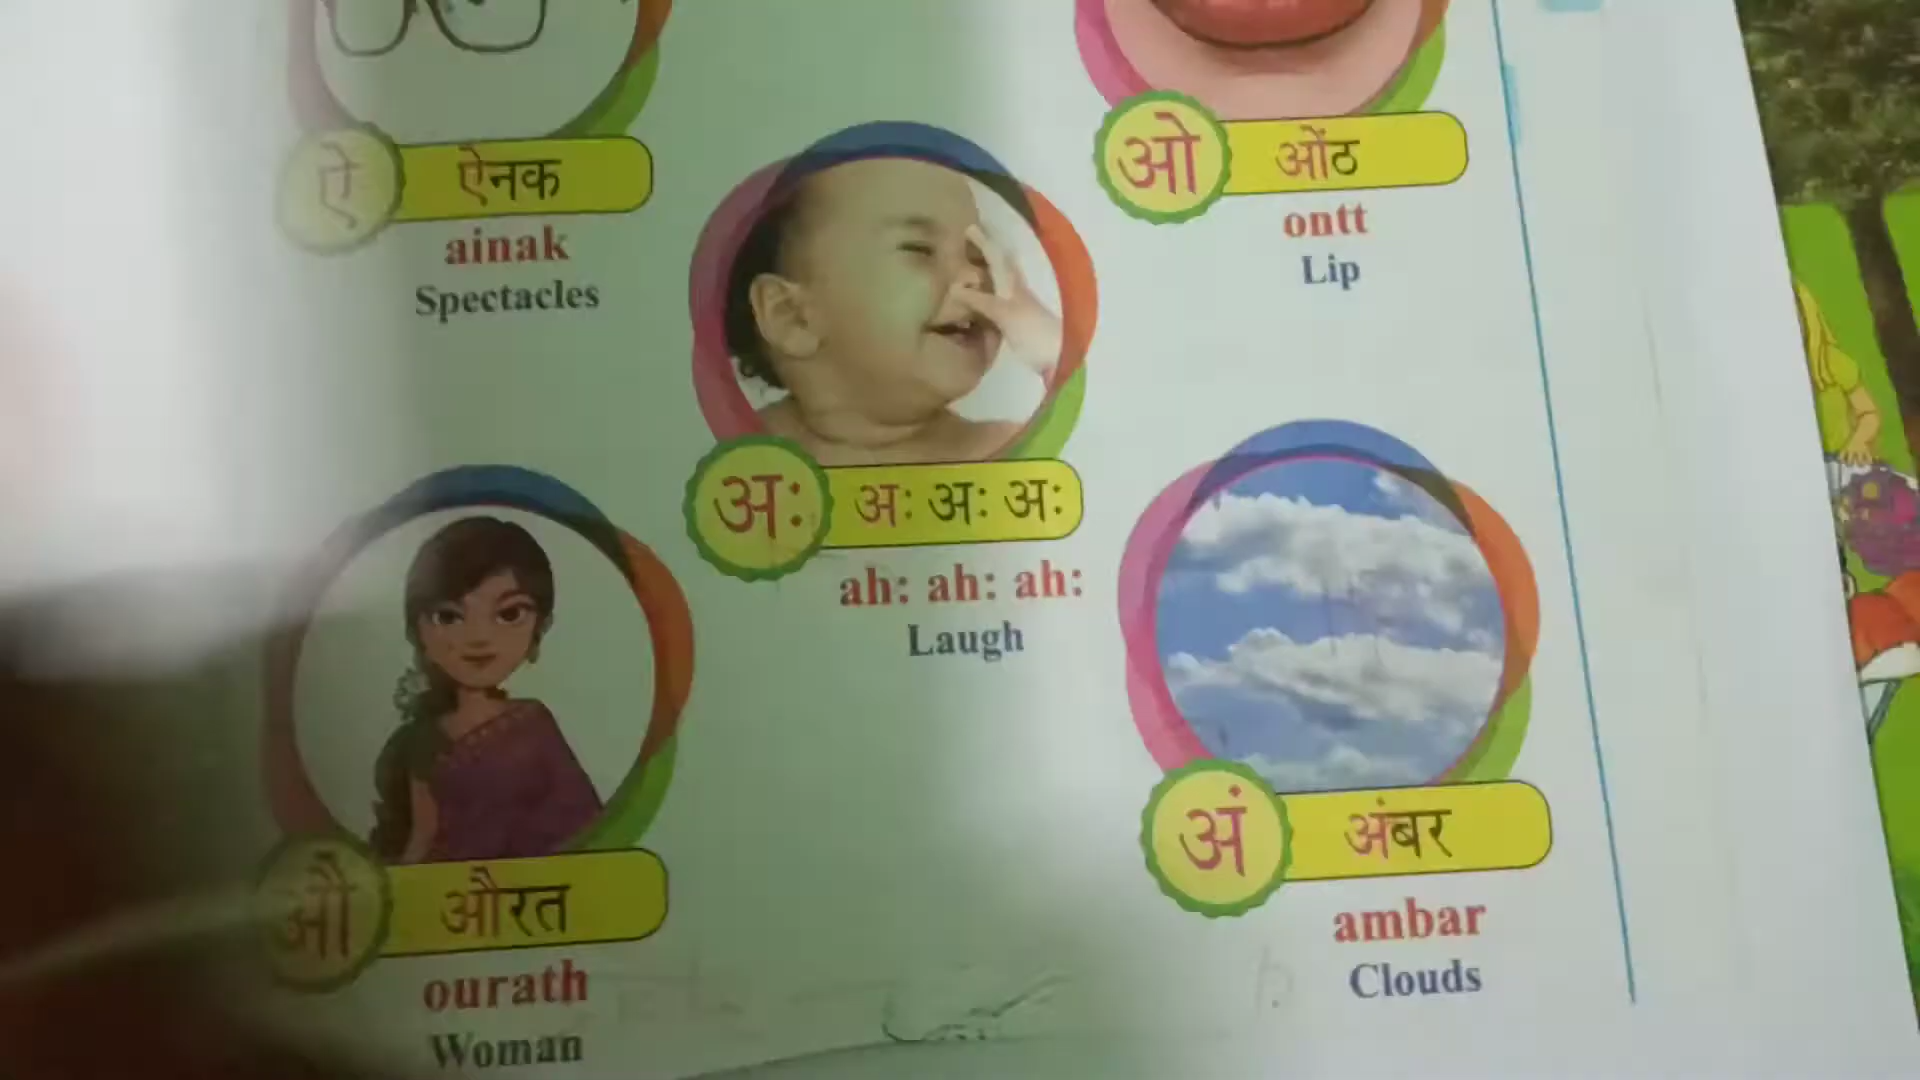 ऐ ऐनक
ainak
Spectacles
ओ ओंठ
ontt
Lip
अः अः अः अः
ah: ah: ah:
Laugh
औ औरत
ourath
Woman
अं अंबर
ambar
Clouds